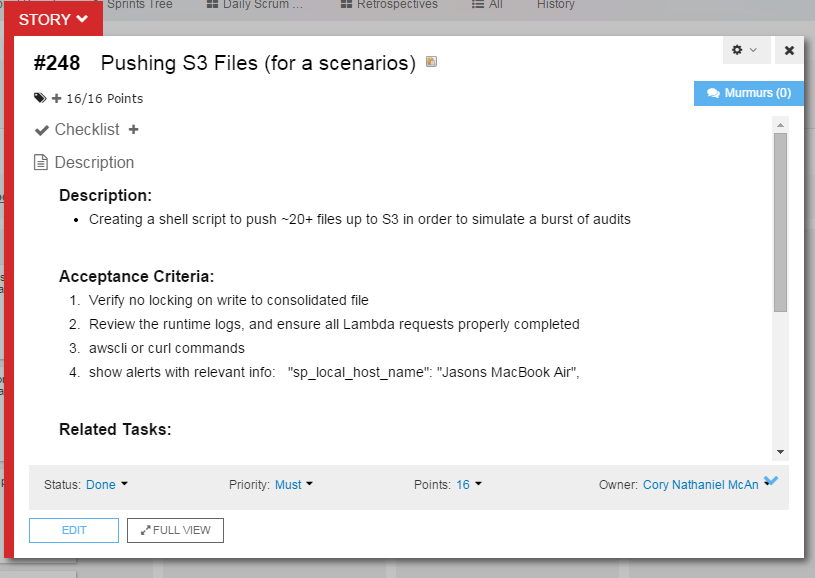 Sprints Tree
Daily Scrum ...
Retrospectives
All
History
STORY
#248 Pushing S3 Files (for a scenarios)
16/16 Points
Murmurs (0)
Checklist
Description
Description:
• Creating a shell script to push ~20+ files up to S3 in order to simulate a burst of audits
Acceptance Criteria:
1. Verify no locking on write to consolidated file
2. Review the runtime logs, and ensure all Lambda requests properly completed
3. awscli or curl commands
4. show alerts with relevant info: "sp_local_host_name": "Jasons MacBook Air",
Related Tasks:
Status: Done
Priority: Must
Points: 16
Owner: Cory Nathaniel McAn
EDIT
FULL VIEW